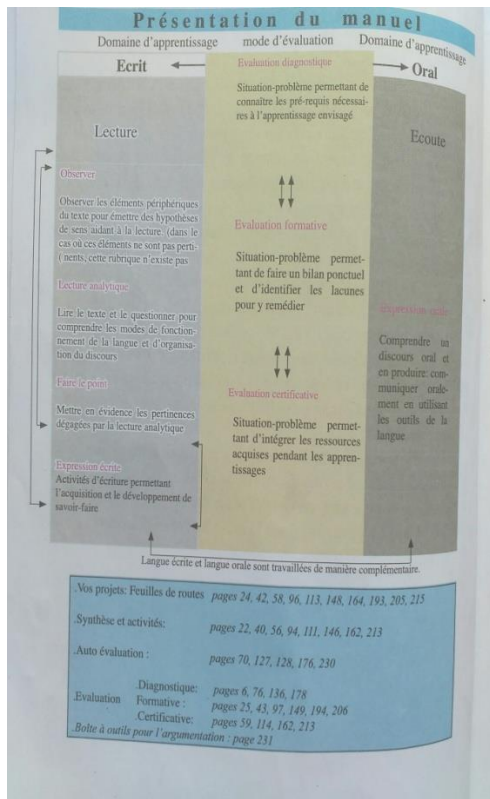 Présentation du manuel
Domaine d'apprentissage
mode d'évaluation
Domaine d'apprentissage
Ecrit
Evaluation diagnostique
Oral
Situation-problème permettant de
connaître les pré-requis nécessai-
res à l'apprentissage envisagé
Lecture
Ecoute
Observer
Observer les éléments périphériques
du texte pour émettre des hypothèses
de sens aidant à la lecture (dans le
cas où ces éléments ne sont pas perti-
( nents, cette rubrique n'existe pas
Lecture analytique
Lire le texte et le questionner pour
comprendre les modes de fonction-
nement de la langue et d'organisa-
tion du discours
Faire le point
Mettre en évidence les pertinences
dégagées par la lecture analytique
Expression écrite
Activités d'écriture permettant
l'acquisition et le développement de
savoir-faire
Evaluation formative
Situation-problème permet-
tant de faire un bilan ponctuel
et d'identifier les lacunes
pour y remédier
Evaluation certificative
Situation-problème permet-
tant d'intégrer les ressources
acquises pendant les appren-
tissages
Expression
Comprendre un
discours oral et
en produire: com-
muniquer orale-
ment en utilisant
les outils de la
langue
Langue écrite et langue orale sont travaillées de manière complémentaire.
.Vos projets: Feuilles de routes pages 24, 42, 58, 96, 113, 148, 164, 193, 205, 215
.Synthèse et activités: pages 22, 40, 56, 94, 111, 146, 162, 213
.Auto évaluation : pages 70, 127, 128, 176, 230
.Diagnostique: pages 6, 76, 136, 178
.Evaluation Formative : pages 25, 43, 97, 149, 194, 206
.Certificative: pages 59, 114, 162, 213
.Boîte à outils pour l'argumentation : page 231